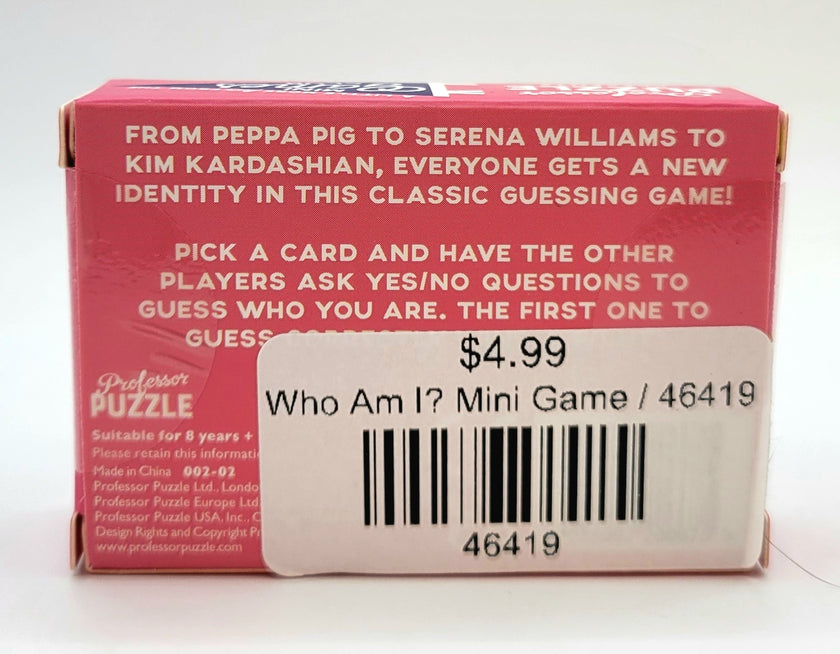 FROM PEPPA PIG TO SERENA WILLIAMS TO
KIM KARDASHIAN, EVERYONE GETS A NEW
IDENTITY IN THIS CLASSIC GUESSING GAME!
PICK A CARD AND HAVE THE OTHER
PLAYERS ASK YES/NO QUESTIONS TO
GUESS WHO YOU ARE. THE FIRST ONE TO
GUESS
$4.99
Who Am I? Mini Game / 46419
46419
Professor
PUZZLE
Suitable for 8 years +
Please retain this
Made in China 002-02
Professor Puzzle Ltd.,
Professor Puzzle Europe Ltd
Professor Puzzle USA, Inc.,
Design Rights and Copyright
www.professorpuzzle.com